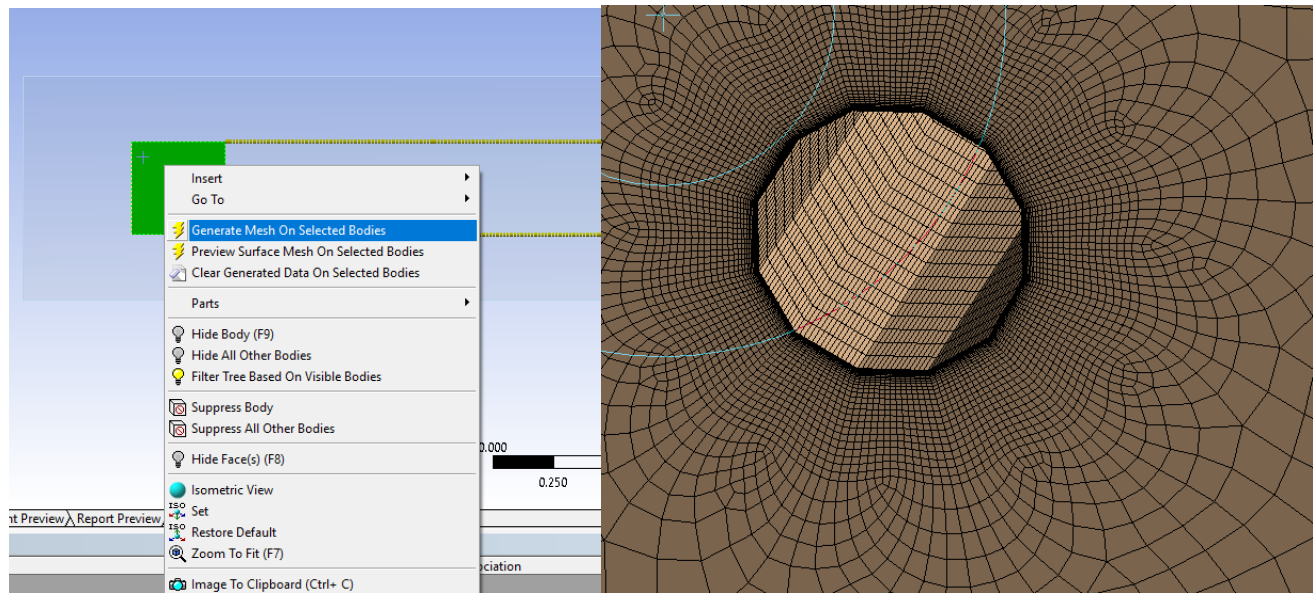 Insert
Go To
Generate Mesh On Selected Bodies
Preview Surface Mesh On Selected Bodies
Clear Generated Data On Selected Bodies
Parts
Hide Body (F9)
Hide All Other Bodies
Filter Tree Based On Visible Bodies
Suppress Body
Suppress All Other Bodies
Hide Face(s) (F8)
0.000
0.250
Isometric View
ISO Set
ISO Restore Default
Zoom To Fit (F7)
Image To Clipboard (Ctrl+ C)
nt Preview Report Preview
ociation